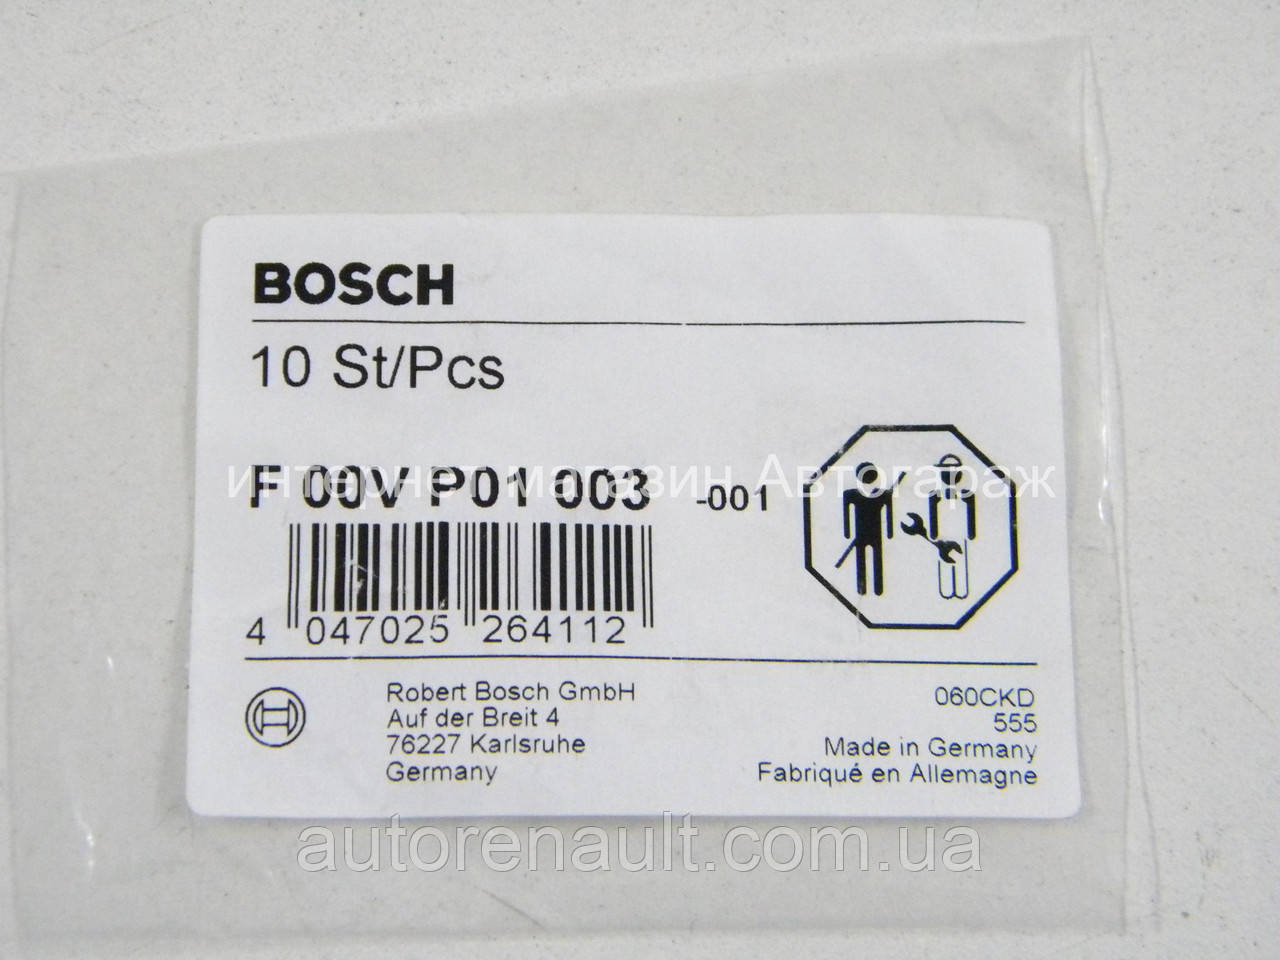 BOSCH
10 St/Pcs
F 00V P01 003 -001
интернет магазин Автогараж
4 047025 264112
Robert Bosch GmbH
Auf der Breit 4
76227 Karlsruhe
Germany
060CKD
555
Made in Germany
Fabriqué en Allemagne
autorenault.com.ua